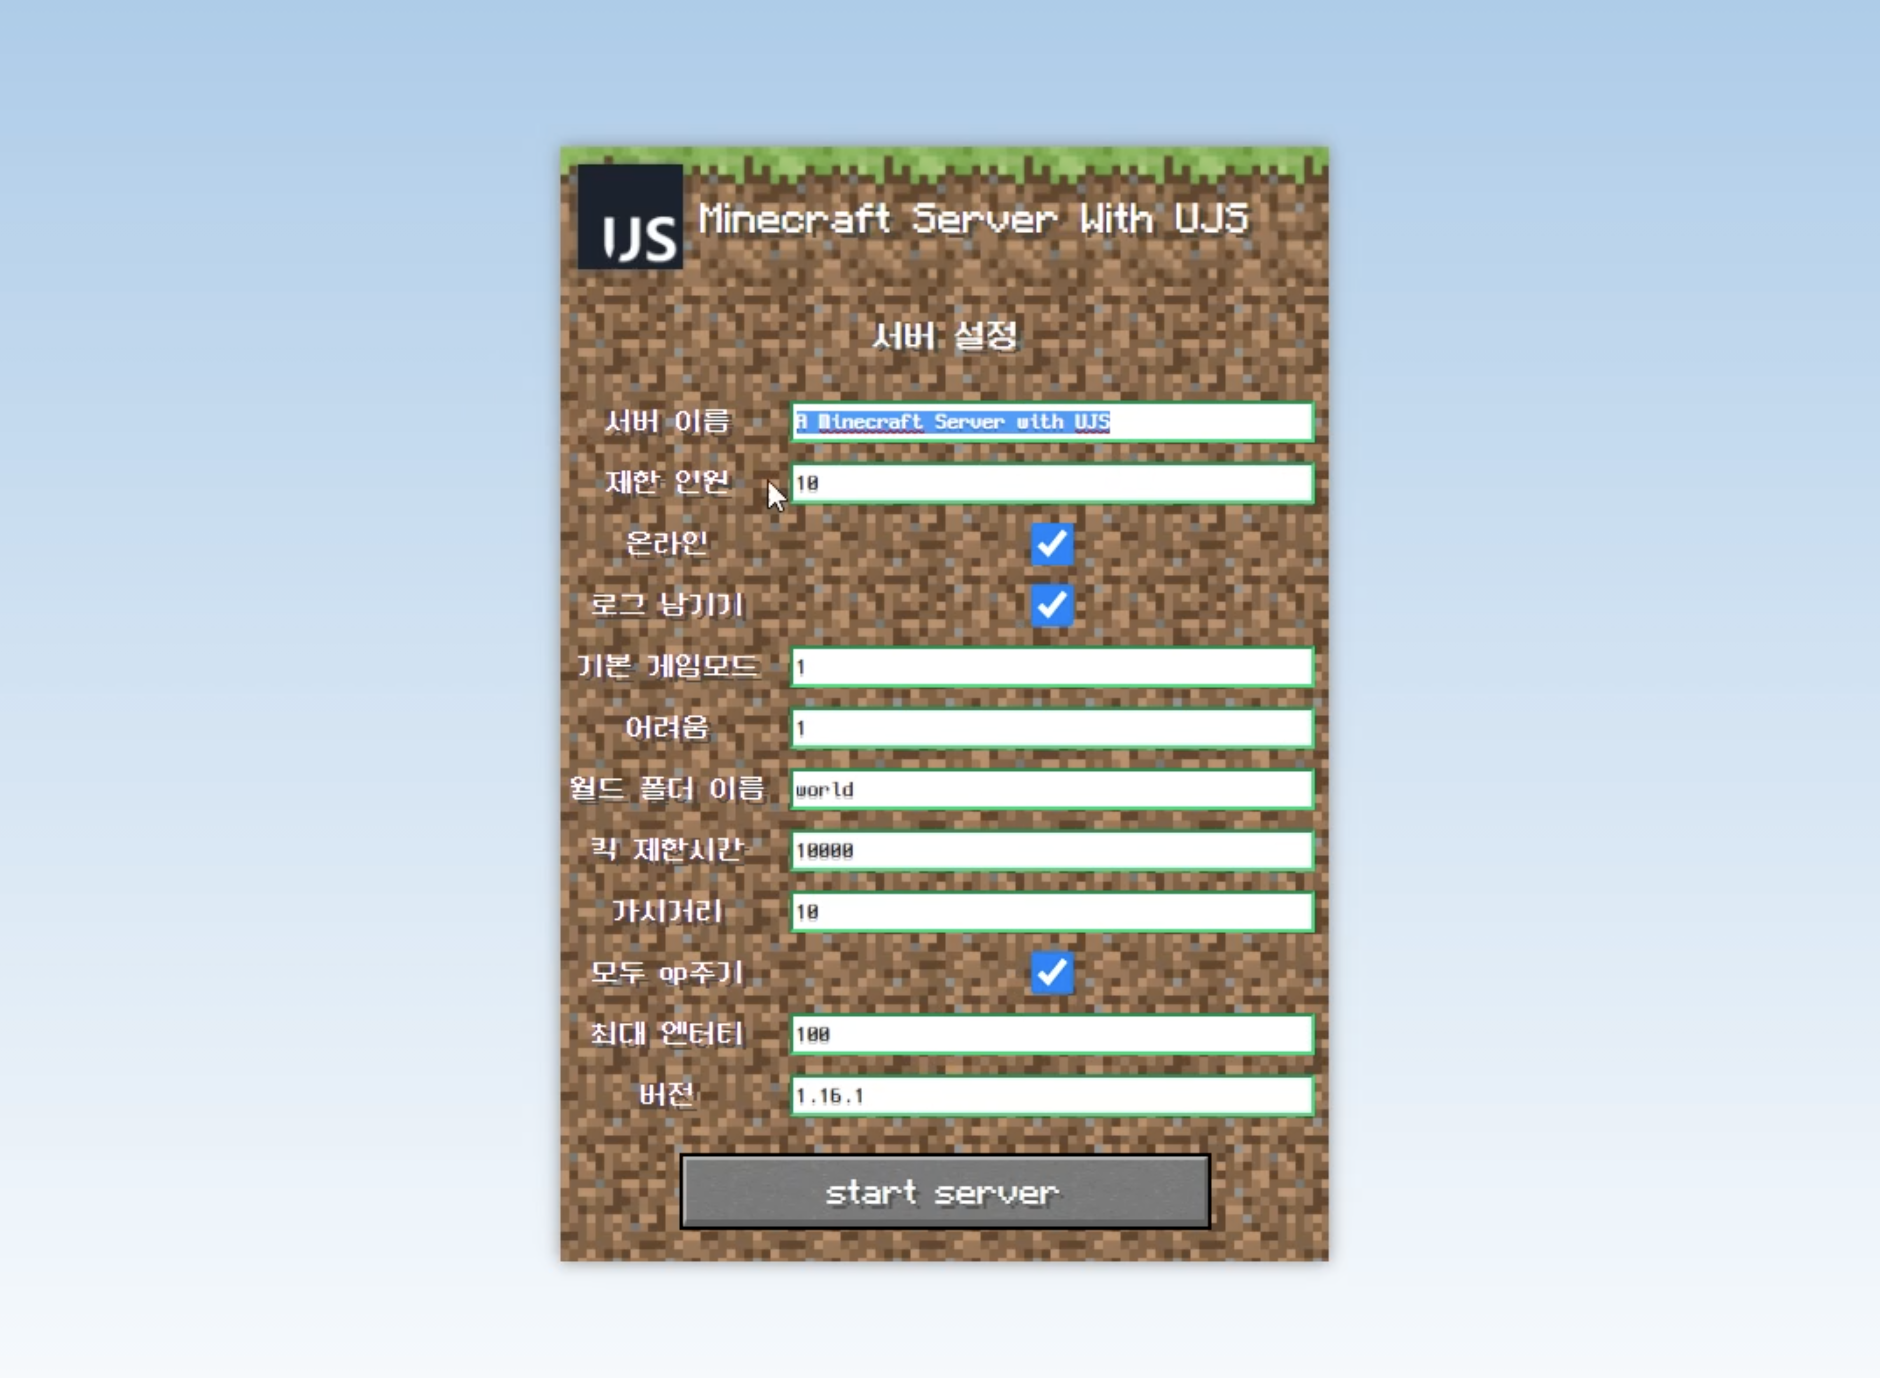 UJS
Minecraft Server With UJS
서버 설정
서버 이름 A Minecraft Server with UJS
제한 인원 10
온라인
로그 남기기
기본 게임모드 1
어려움 1
월드 폴더 이름 world
킥 제한시간 10000
가시거리 10
모두 op주기
최대 엔터티 100
버전 1.16.1
start server